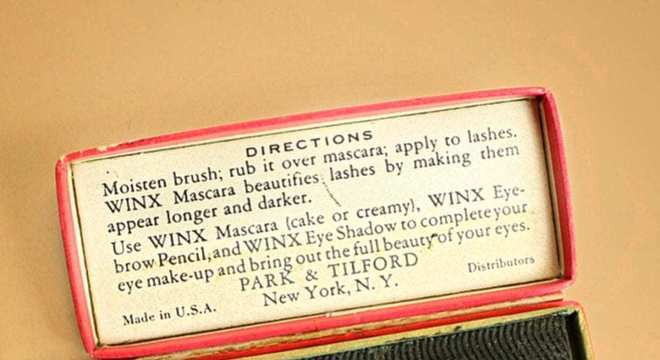 DIRECTIONS
Moisten brush; rub it over mascara; apply to lashes.
WINX Mascara beautifies lashes by making them
appear longer and darker.
Use WINX Mascara (cake or creamy), WINX Eye-
brow Pencil, and WINX Eye Shadow to complete your
eye make-up and bring out the full beauty of your eyes.
PARK & TILFORD
Made in U.S.A. New York, N. Y. Distributors